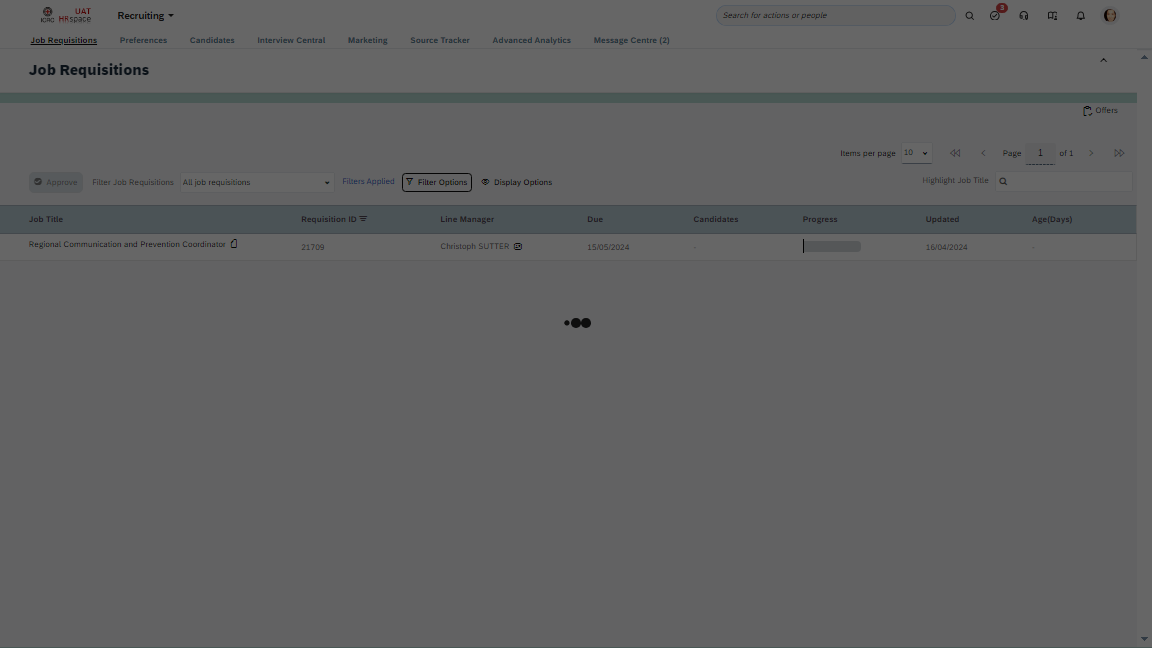 ICRC UAT HR space Recruiting Search for actions or people 3
Job Requisitions Preferences Candidates Interview Central Marketing Source Tracker Advanced Analytics Message Centre (2)
Job Requisitions
Offers
Items per page 10 Page 1 of 1
Approve Filter Job Requisitions All job requisitions Filters Applied Filter Options Display Options Highlight Job Title
Job Title Requisition ID Line Manager Due Candidates Progress Updated Age(Days)
Regional Communication and Prevention Coordinator 21709 Christoph SUTTER 15/05/2024 - 16/04/2024 -